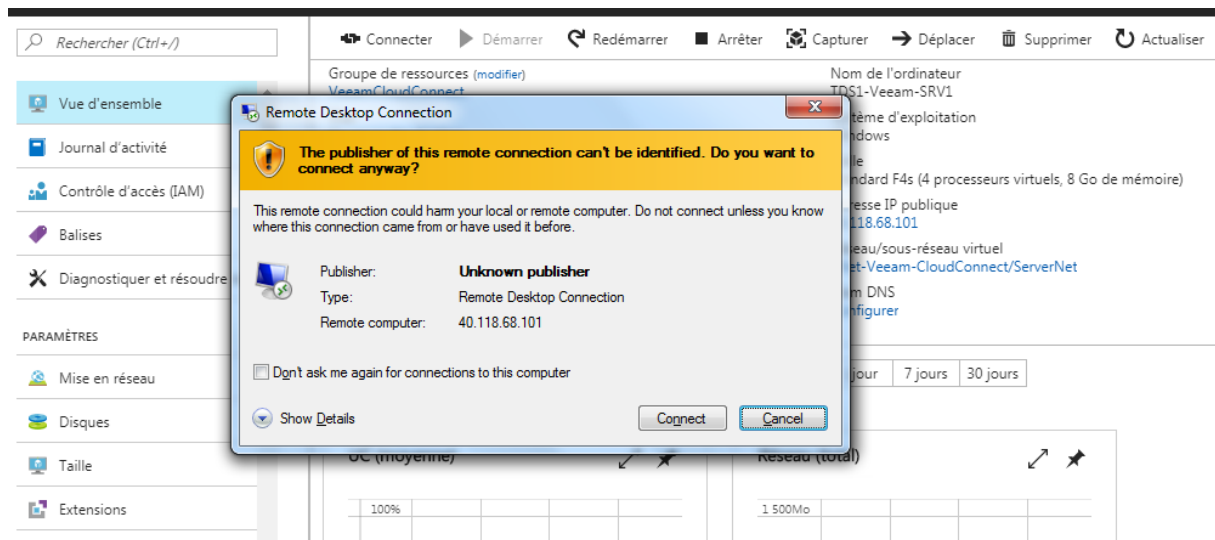 Rechercher (Ctrl+/)
Connecter Démarrer Redémarrer Arrêter Capturer Déplacer Supprimer Actualiser
Vue d'ensemble
Journal d'activité
Contrôle d'accès (IAM)
Balises
Diagnostiquer et résoudre
PARAMÈTRES
Mise en réseau
Disques
Taille
Extensions
Groupe de ressources (modifier)
VeeamCloudConnect
Nom de l'ordinateur
TDS1-Veeam-SRV1
d'exploitation
F4s (4 processeurs virtuels, 8 Go de mémoire)
IP publique
118.68.101
virtuel
Veeam-CloudConnect/ServerNet
DNS
Remote Desktop Connection
The publisher of this remote connection can't be identified. Do you want to
connect anyway?
This remote connection could harm your local or remote computer. Do not connect unless you know
where this connection came from or have used it before.
Publisher: Unknown publisher
Type: Remote Desktop Connection
Remote computer: 40.118.68.101
Don't ask me again for connections to this computer
Show Details
Connect Cancel
jour 7 jours 30 jours
UC (moyenne)
100%
Réseau (total)
1 500Mo